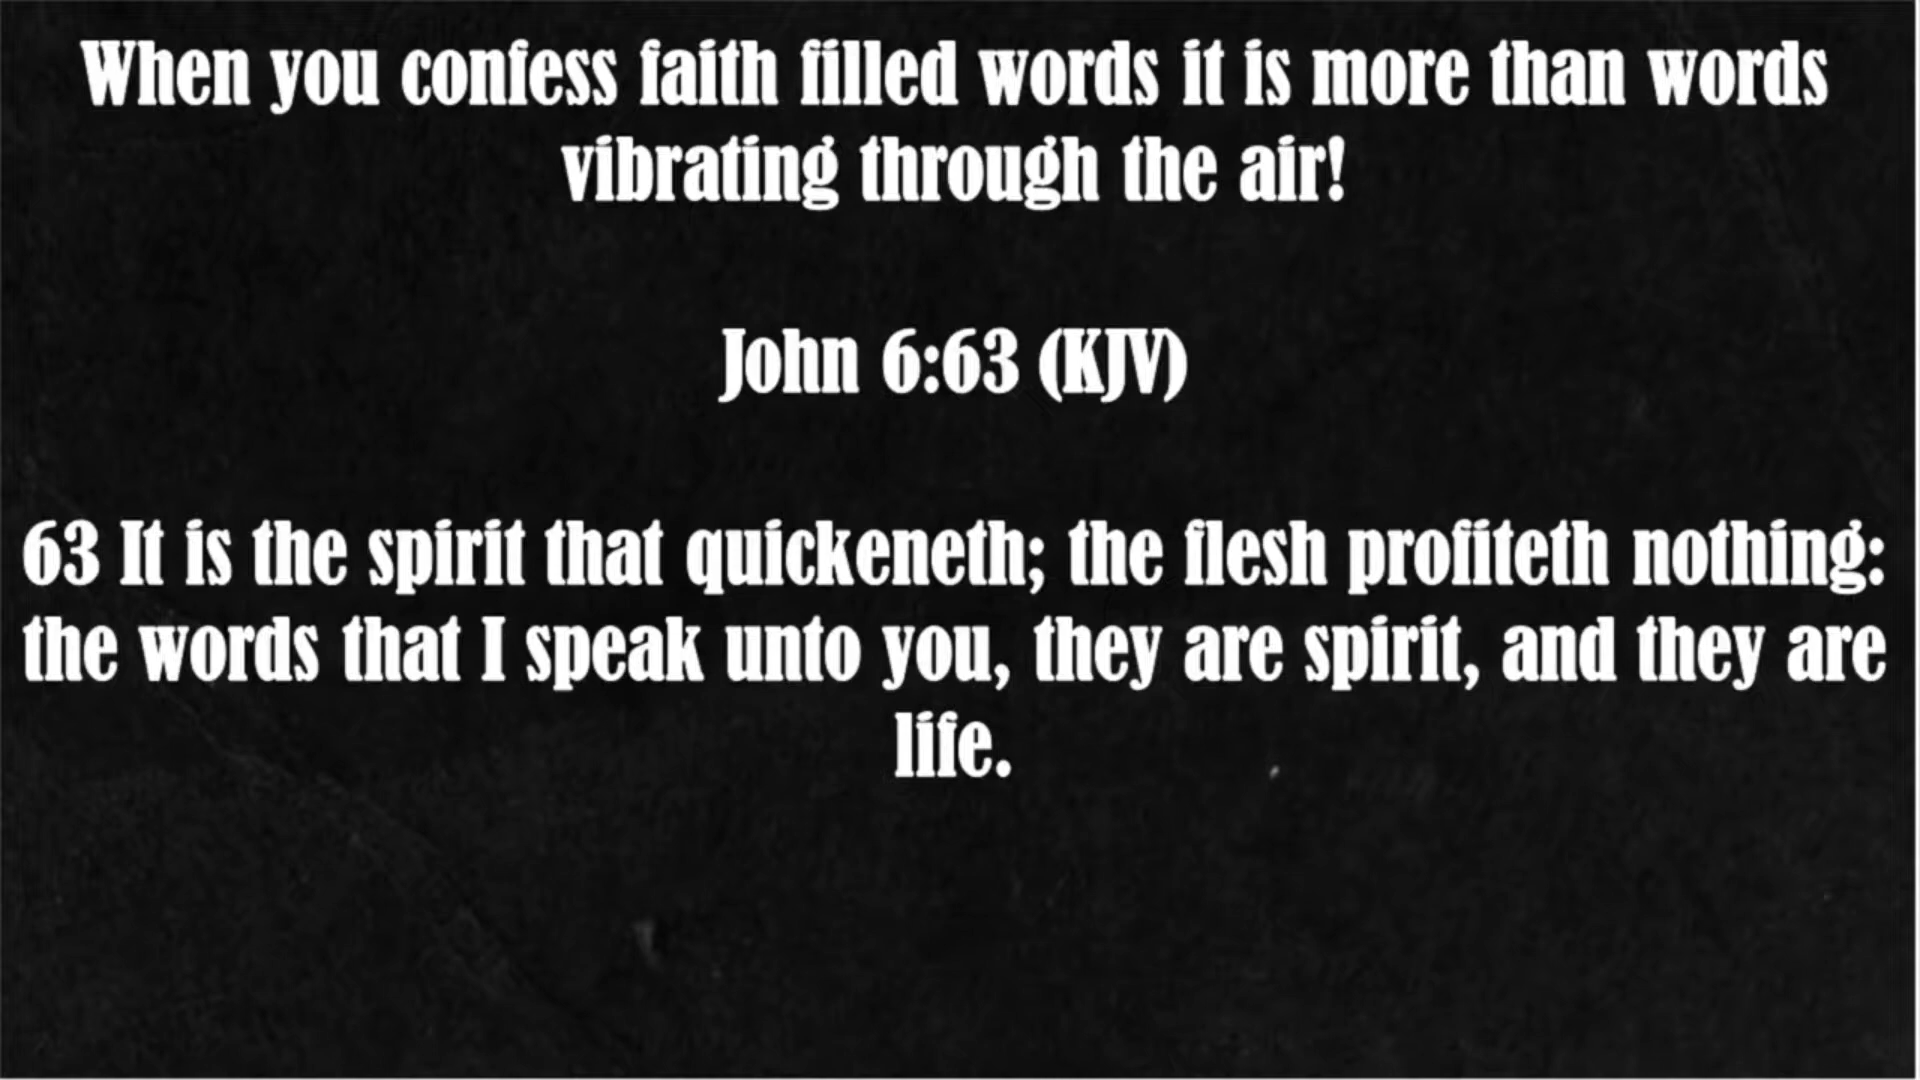 When you confess faith filled words it is more than words
vibrating through the air!
John 6:63 (KJV)
63 It is the spirit that quickeneth; the flesh profiteth nothing:
the words that I speak unto you, they are spirit, and they are
life.